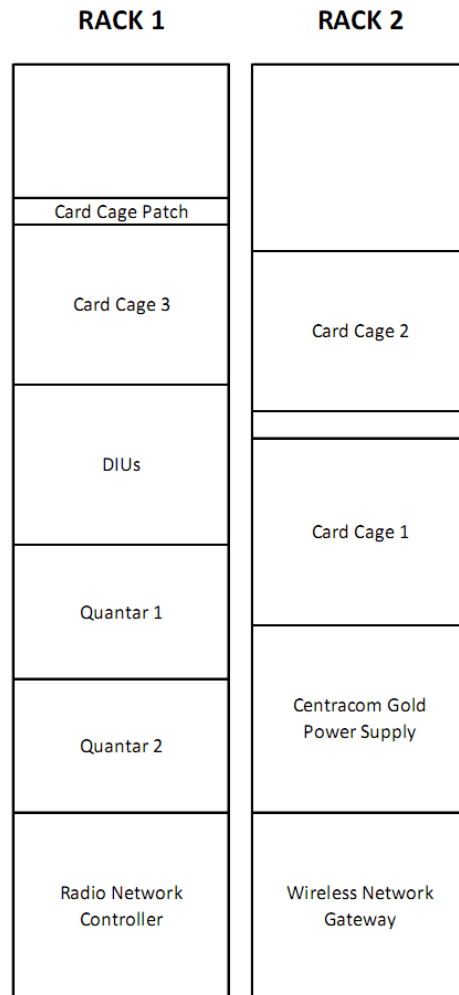 RACK 1
RACK 2
Card Cage Patch
Card Cage 3
DIUs
Quantar 1
Quantar 2
Radio Network
Controller
Card Cage 2
Card Cage 1
Centracom Gold
Power Supply
Wireless Network
Gateway